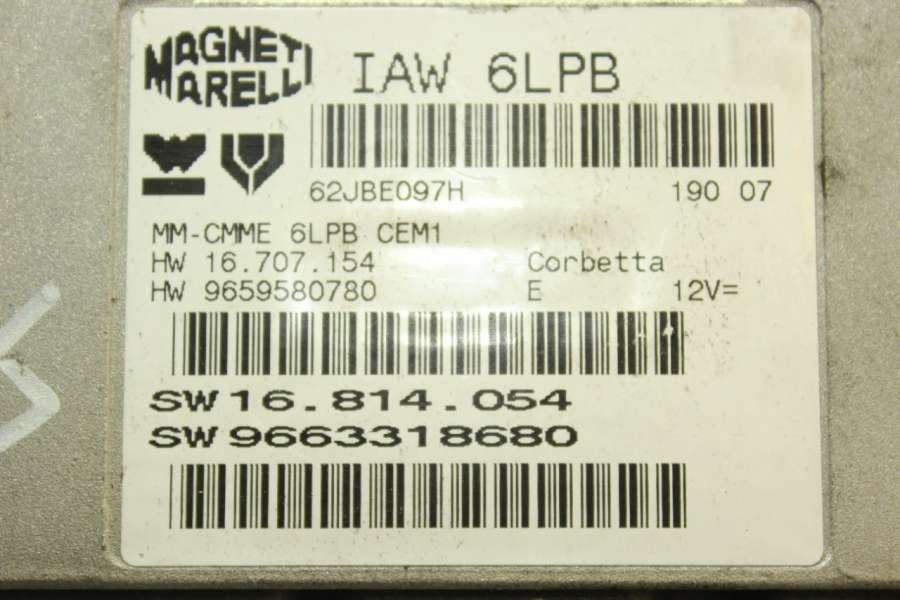 MAGNETI
MARELLI
IAW 6LPB
62JBE097H 190 07
MM-CMME 6LPB CEM1
HW 16.707.154 Corbetta
HW 9659580780 E 12V=
SW 16.814.054
SW 9663318680